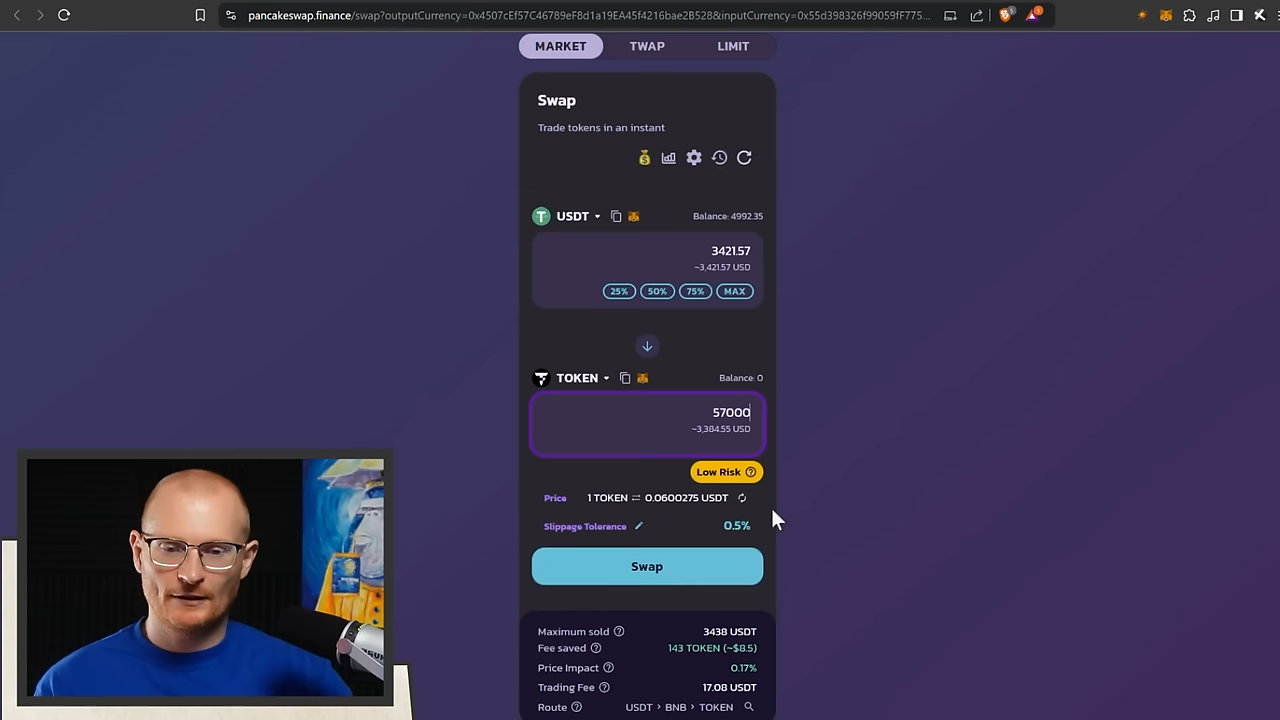 pancakeswap.finance/swap?outputCurrency=0x4507cEf57C46789eF8d1a19EA45f4216bae2B528&inputCurrency=0x55d398326f99059fF775...
5
1
MARKET TWAP LIMIT
Swap
Trade tokens in an instant
USDT Balance: 4992.35
3421.57
~3,421.57 USD
25% 50% 75% MAX
TOKEN Balance: 0
57000
~3,384.55 USD
Low Risk
Price 1 TOKEN ⇌ 0.0600275 USDT
Slippage Tolerance 0.5%
Swap
Maximum sold 3438 USDT
Fee saved 143 TOKEN (~$8.5)
Price Impact 0.17%
Trading Fee 17.08 USDT
Route USDT > BNB > TOKEN